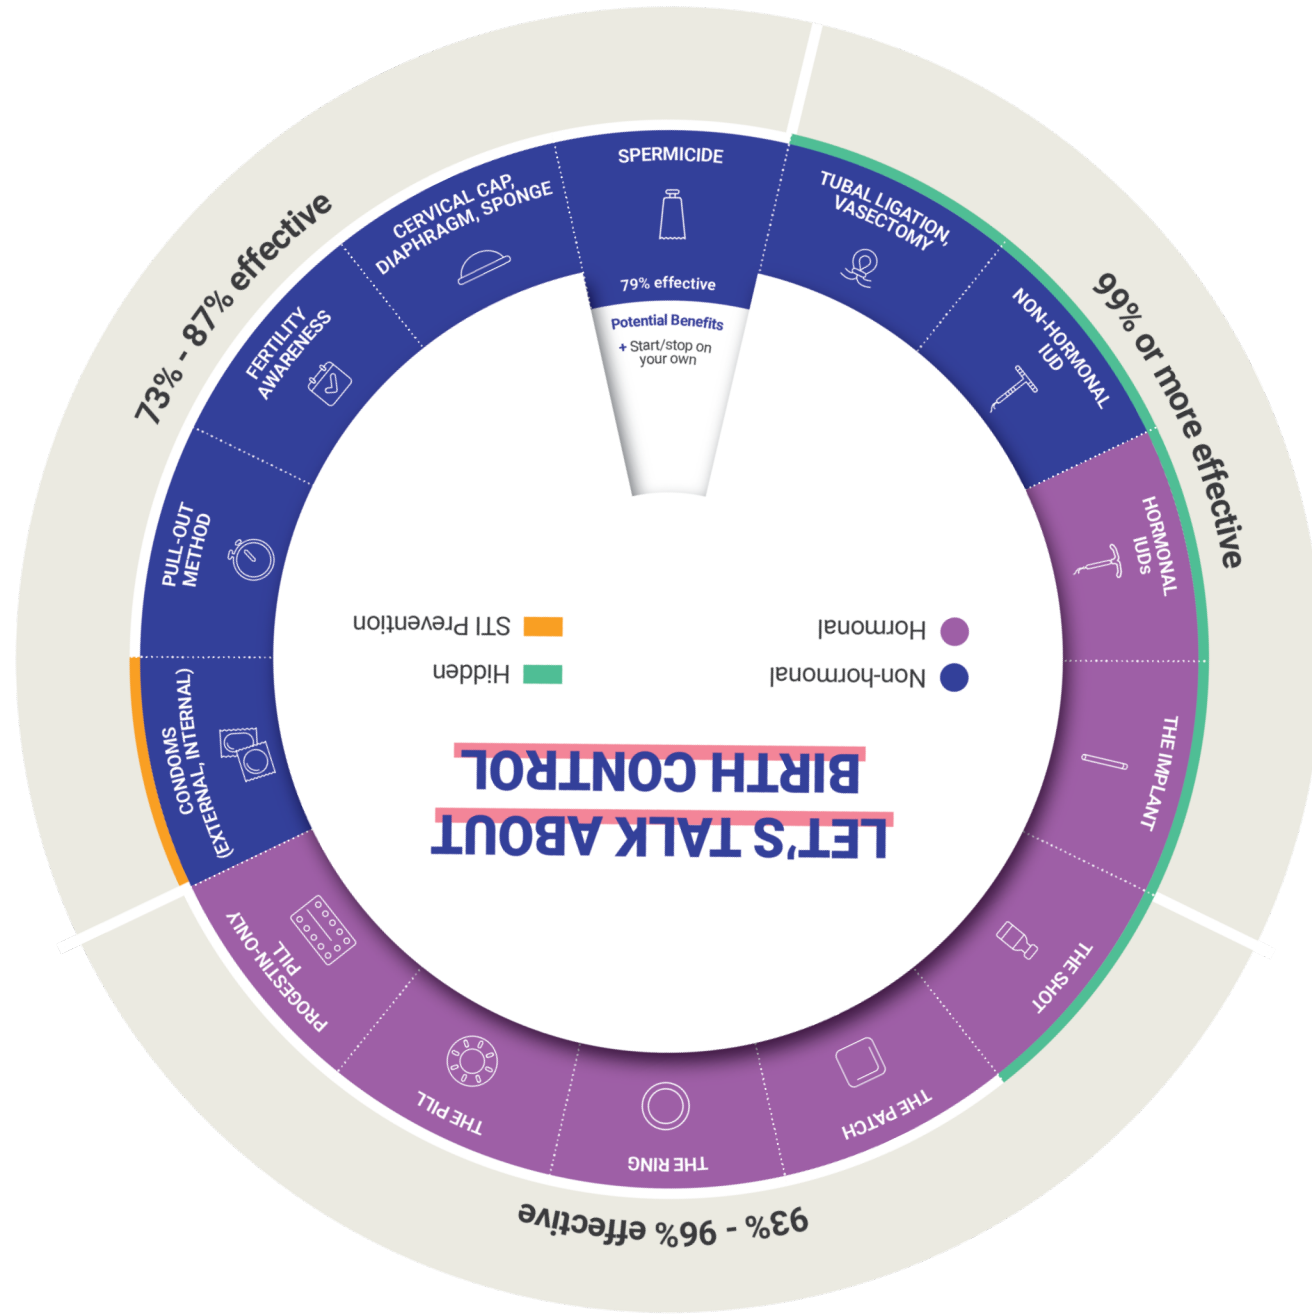 LET'S TALK ABOUT
BIRTH CONTROL
Non-hormonal
Hormonal
Hidden
STI Prevention
99% or more effective
TUBAL LIGATION,
VASECTOMY
NON-HORMONAL
IUD
HORMONAL
IUDs
THE IMPLANT
93% - 96% effective
THE SHOT
THE PATCH
THE RING
THE PILL
PROGESTIN-ONLY
PILL
73% - 87% effective
CONDOMS
(EXTERNAL, INTERNAL)
PULL-OUT
METHOD
FERTILITY
AWARENESS
CERVICAL CAP,
DIAPHRAGM, SPONGE
SPERMICIDE
79% effective
Potential Benefits
+ Start/stop on
your own